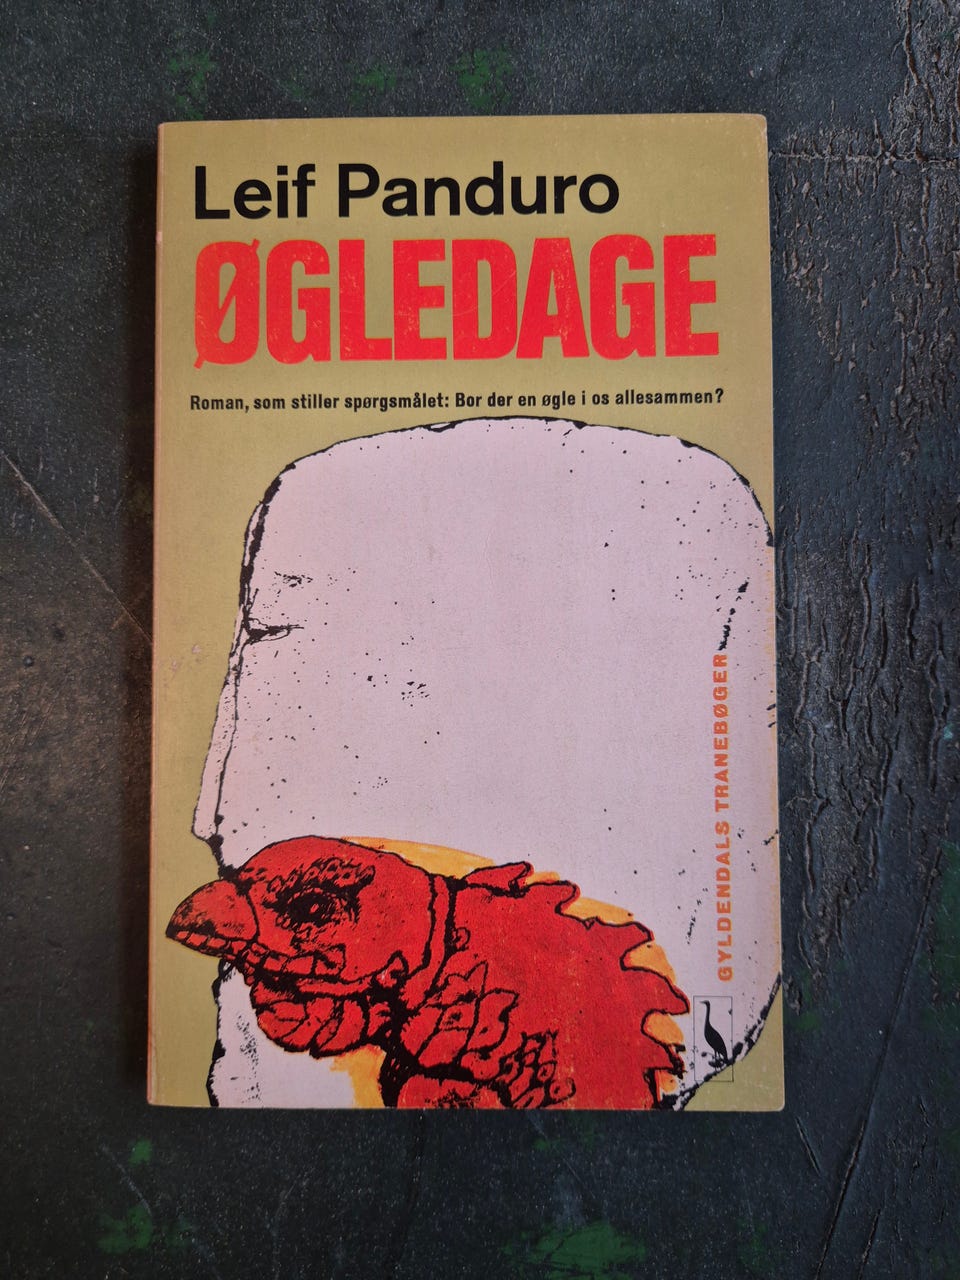 Leif Panduro
ØGLEDAGE
Roman, som stiller spørgsmålet: Bor der en øgle i os allesammen?
GYLDENDALS TRANEBØGER